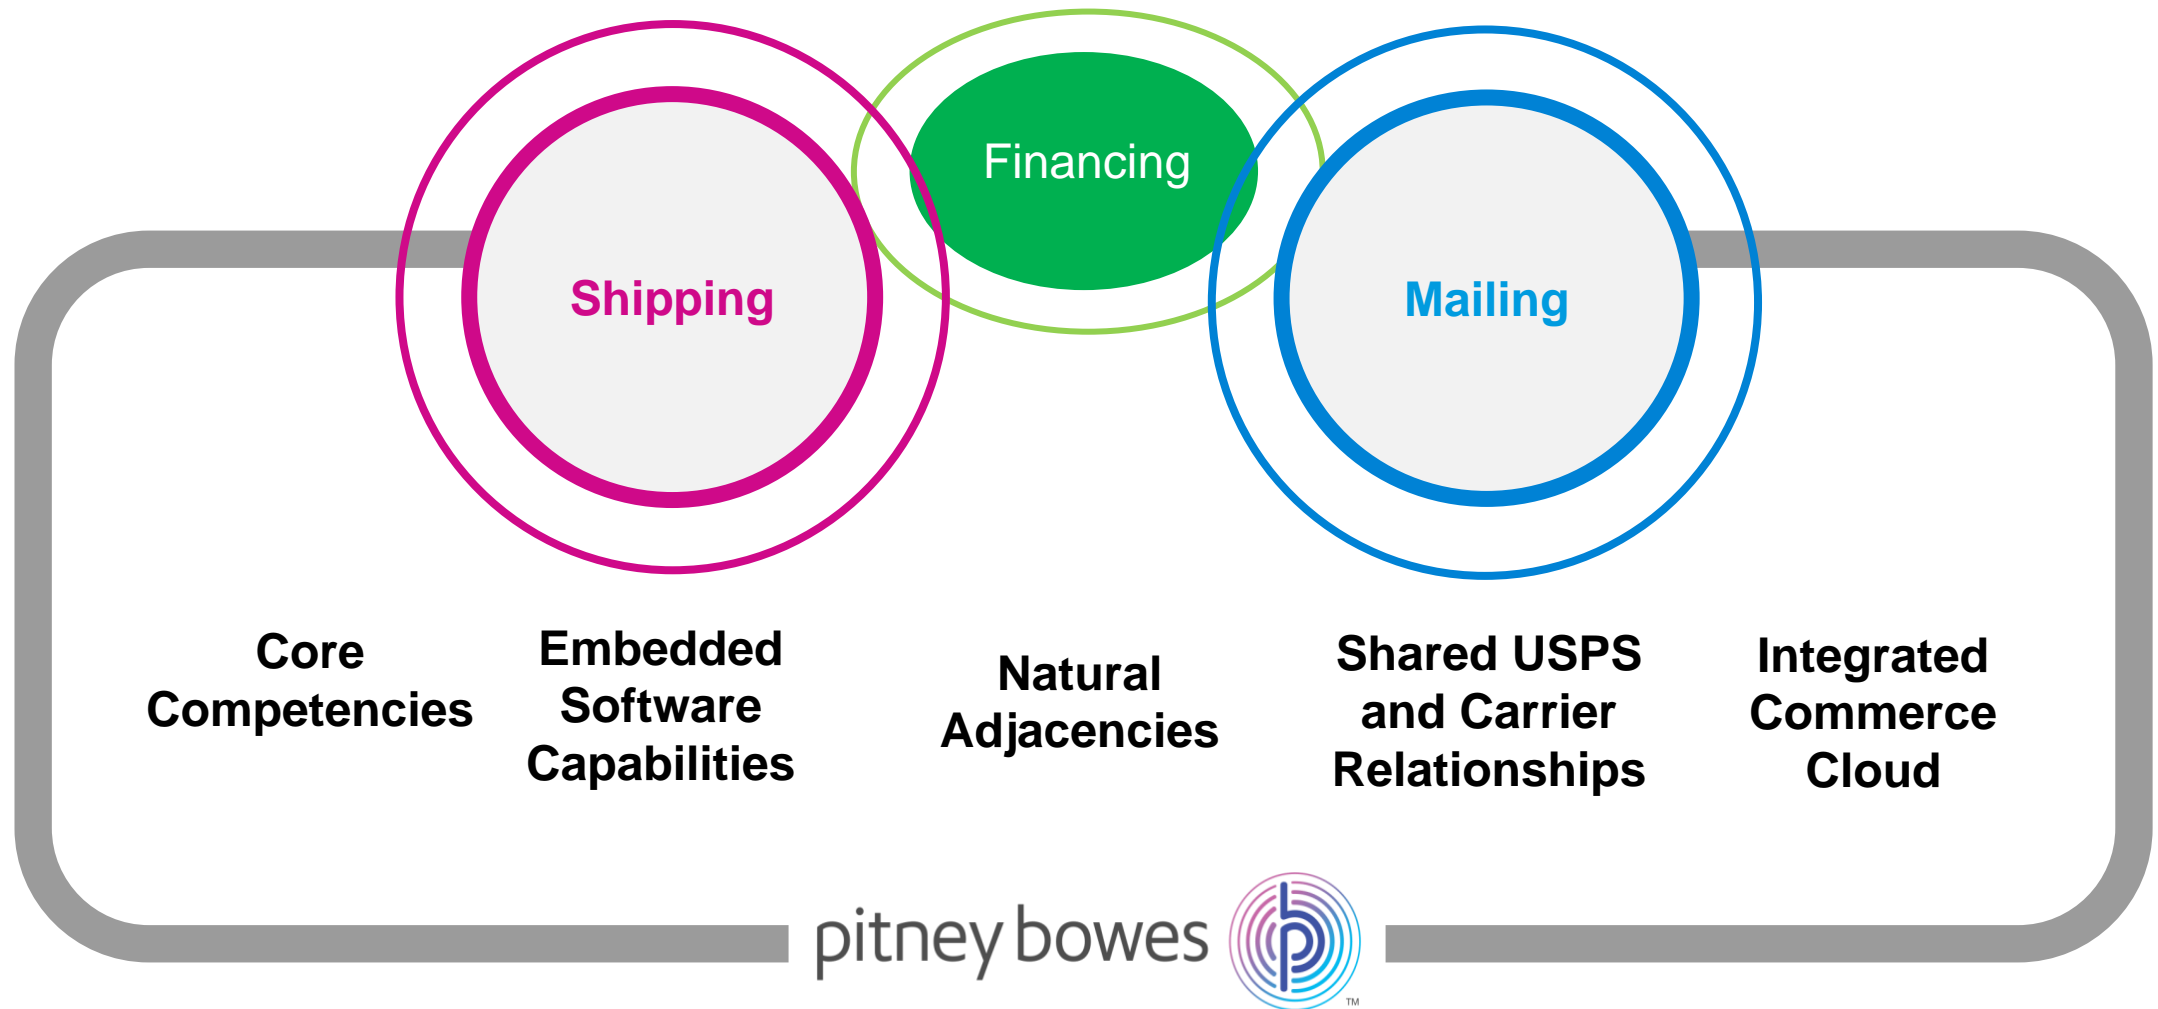 Financing
Shipping
Mailing
Core
Competencies
Embedded
Software
Capabilities
Natural
Adjacencies
Shared USPS
and Carrier
Relationships
Integrated
Commerce
Cloud
pitney bowes
TM